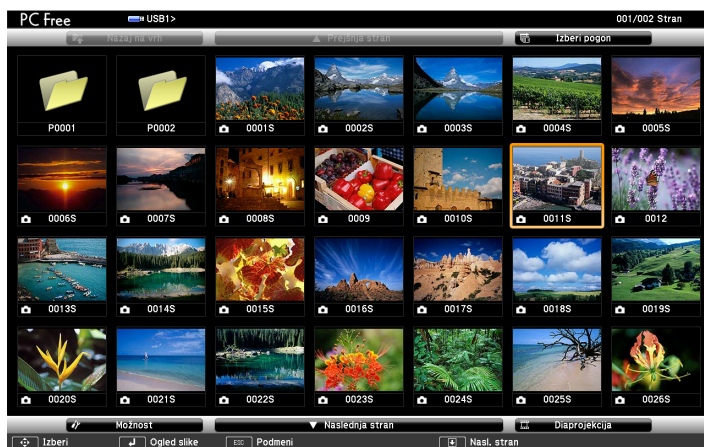 PC Free USB1> 001/002 Stran
Nazaj na vrh Prejšnja stran Izberi pogon
P0001 P0002 0001S 0002S 0003S 0004S 0005S
0006S 0007S 0008S 0009 0010S 0011S 0012
0013S 0014S 0015S 0016S 0017S 0018S 0019S
0020S 0021S 0022S 0023S 0024S 0025S 0026S
Možnost Naslednja stran Diaprojekcija
Izberi Ogled slike ESC Podmeni Nasl. stran